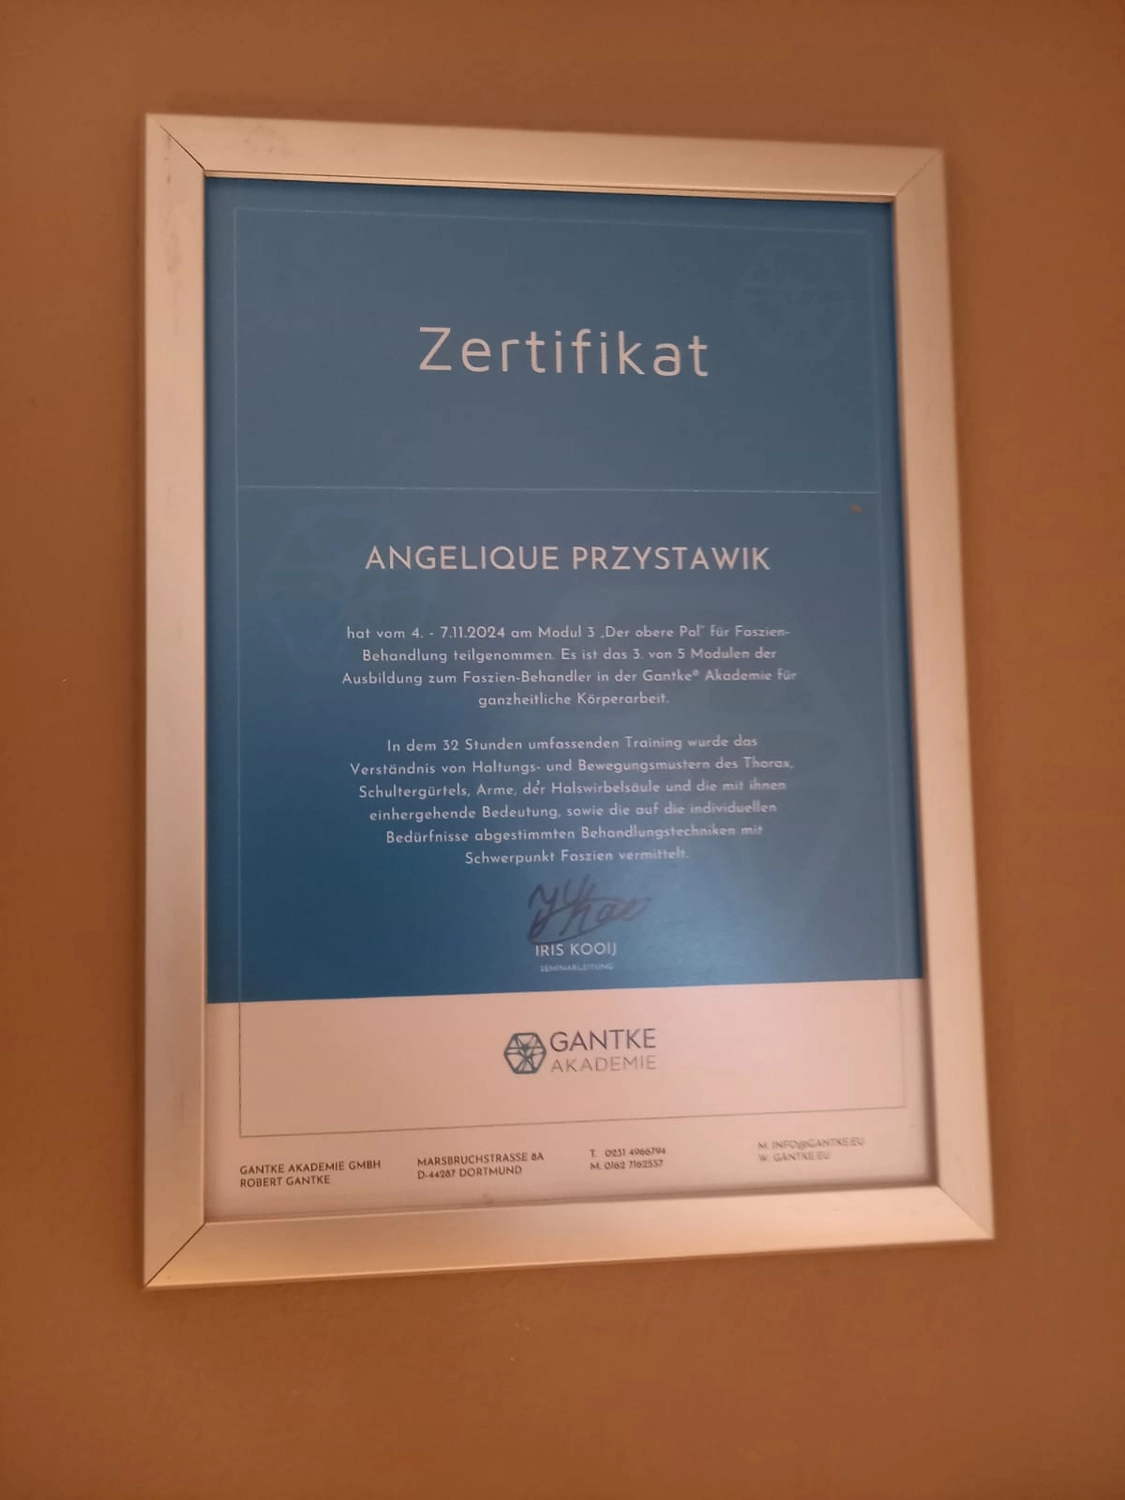 Zertifikat
ANGELIQUE PRZYSTAWIK
hat vom 4. - 7.11.2024 am Modul 3 „Der obere Pol" für Faszien-
Behandlung teilgenommen. Es ist das 3. von 5 Modulen der
Ausbildung zum Faszien-Behandler in der Gantke® Akademie für
ganzheitliche Körperarbeit.
In dem 32 Stunden umfassenden Training wurde das
Verständnis von Haltungs- und Bewegungsmustern des Thorax,
Schultergürtels, Arme, der Halswirbelsäule und die mit ihnen
einhergehende Bedeutung, sowie die auf die individuellen
Bedürfnisse abgestimmten Behandlungstechniken mit
Schwerpunkt Faszien vermittelt.
IRIS KOOIJ
SEMINARLEITUNG
GANTKE
AKADEMIE
GANTKE AKADEMIE GMBH
ROBERT GANTKE
MARSBRUCHSTRASSE 8A
D-44287 DORTMUND
T. 0231 4966794
M. 0162 7162557
M. INFO@GANTKE.EU
W. GANTKE.EU